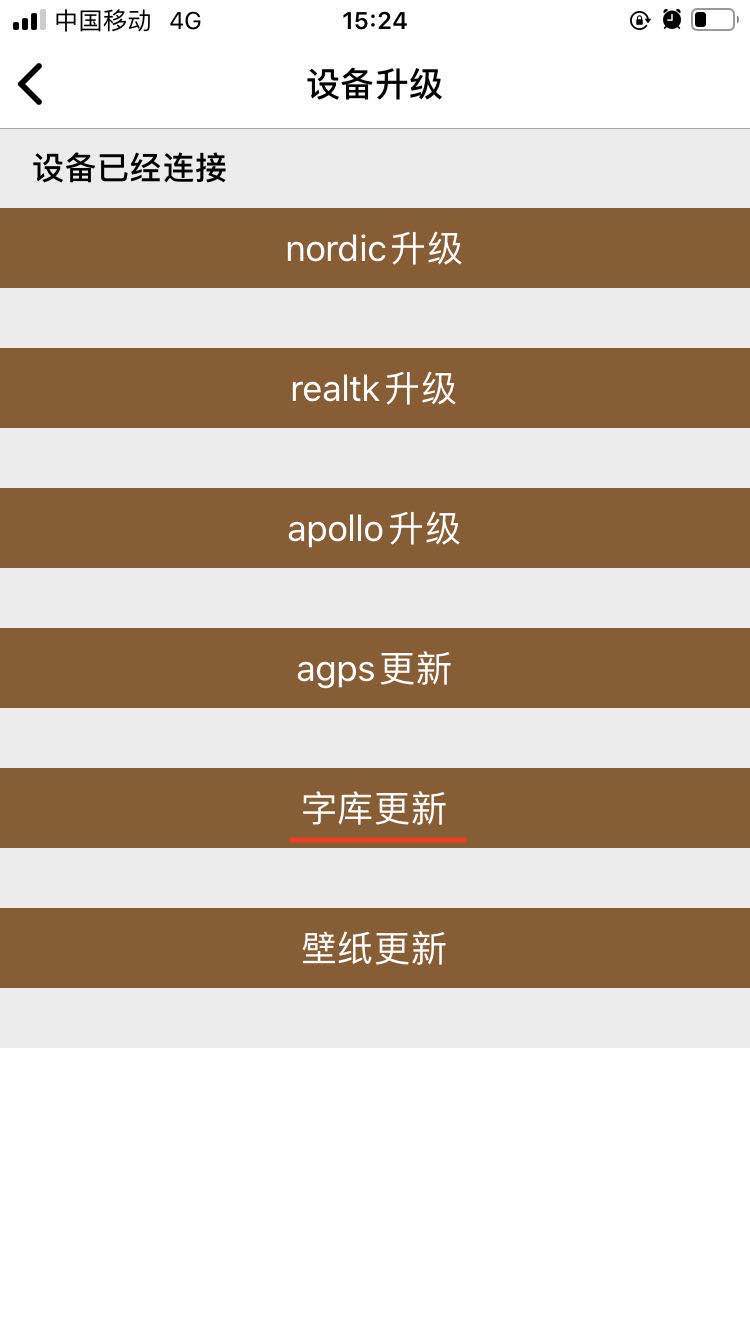 中国移动 4G 15:24
设备升级
设备已经连接
nordic升级
realtk升级
apollo升级
agps更新
字库更新
壁纸更新